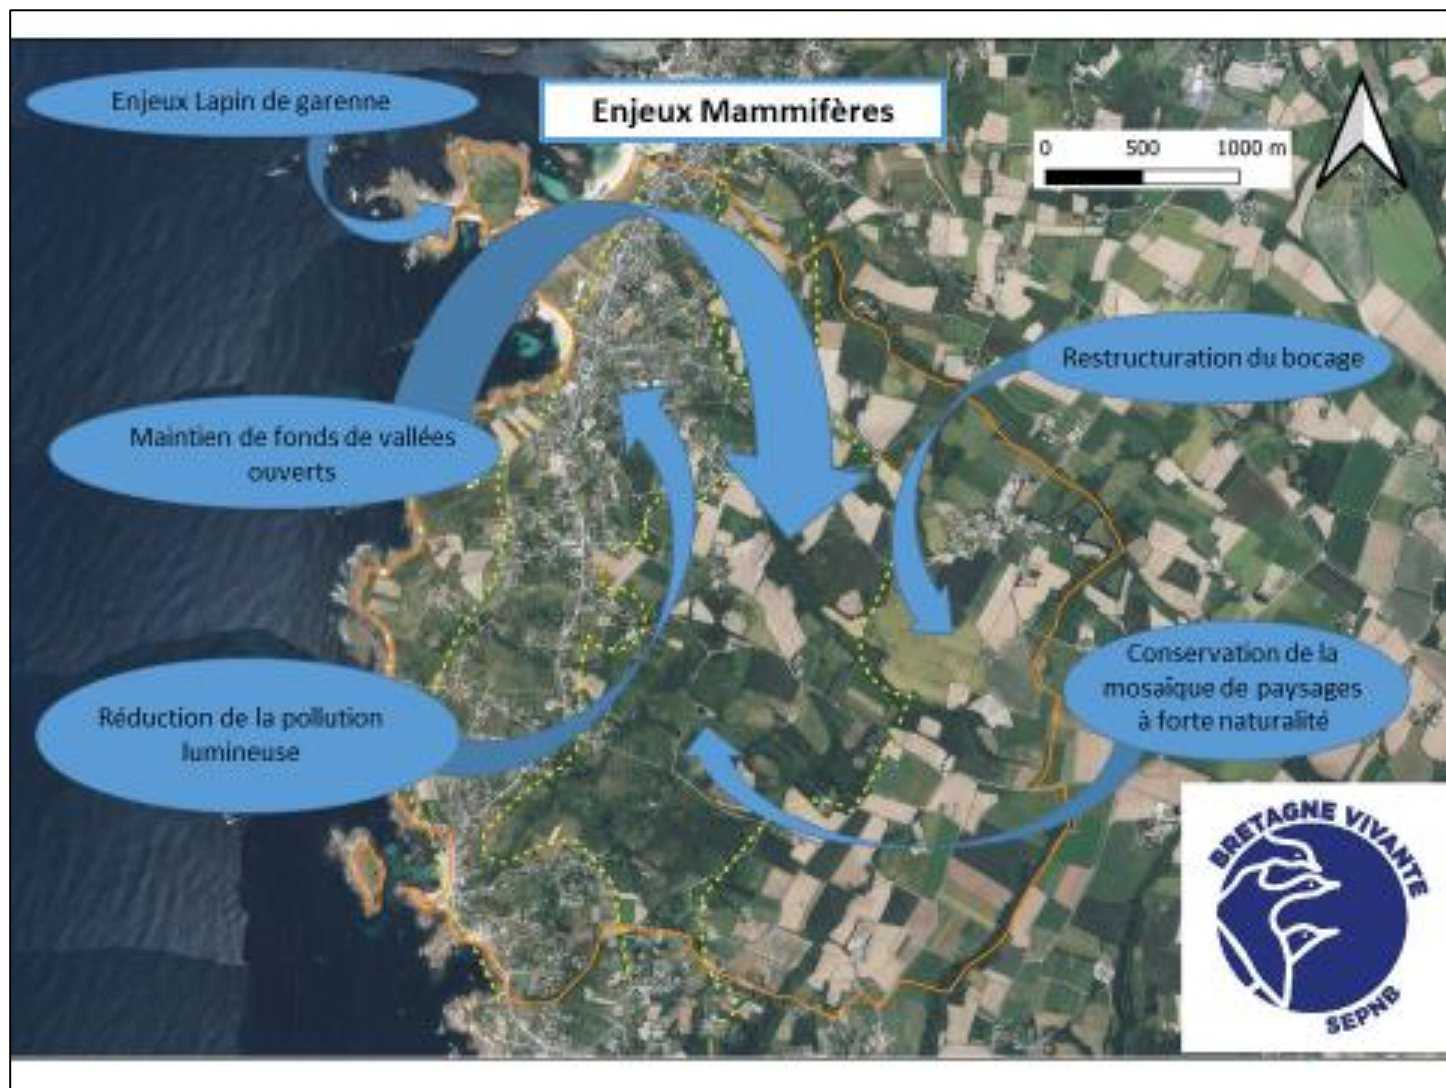 Enjeux Lapin de garenne
Enjeux Mammifères
0 500 1000 m
Restructuration du bocage
Maintien de fonds de vallées
ouverts
Conservation de la
mosaïque de paysages
à forte naturalité
Réduction de la pollution
lumineuse
BRETAGNE VIVANTE
SEPNB